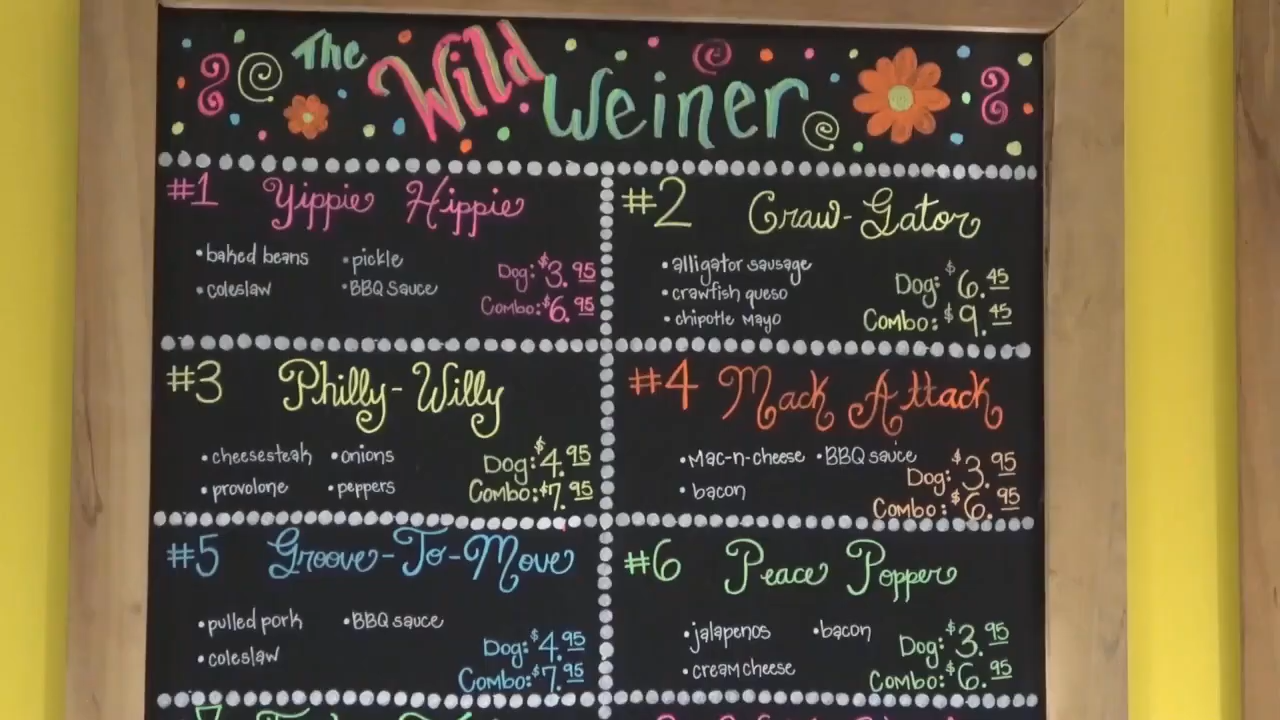 The Wild Weiner
#1 Yippie Hippie
•baked beans •pickle
•coleslaw •BBQ Sauce
Dog: $3.95
Combo: $6.95
#2 Craw-Gator
•alligator sausage
•crawfish queso
•chipotle Mayo
Dog: $6.45
Combo: $9.45
#3 Philly-Willy
•cheesesteak •onions
•provolone •peppers
Dog: $4.95
Combo: $7.95
#4 Mack Attack
•Mac-n-cheese •BBQ sauce
•bacon
Dog: $3.95
Combo: $6.95
#5 Groove-To-Move
•pulled pork •BBQ sauce
•coleslaw
Dog: $4.95
Combo: $7.95
#6 Peace Popper
•jalapenos •bacon
•cream cheese
Dog: $3.95
Combo: $6.95